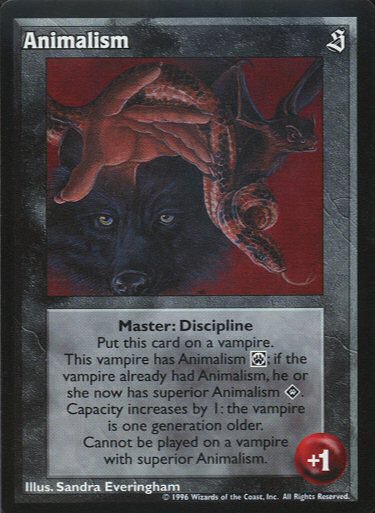 Animalism
Master: Discipline
Put this card on a vampire.
This vampire has Animalism ; if the
vampire already had Animalism, he or
she now has superior Animalism .
Capacity increases by 1: the vampire
is one generation older.
Cannot be played on a vampire
with superior Animalism.
+1
Illus. Sandra Everingham
© 1996 Wizards of the Coast, Inc. All Rights Reserved.